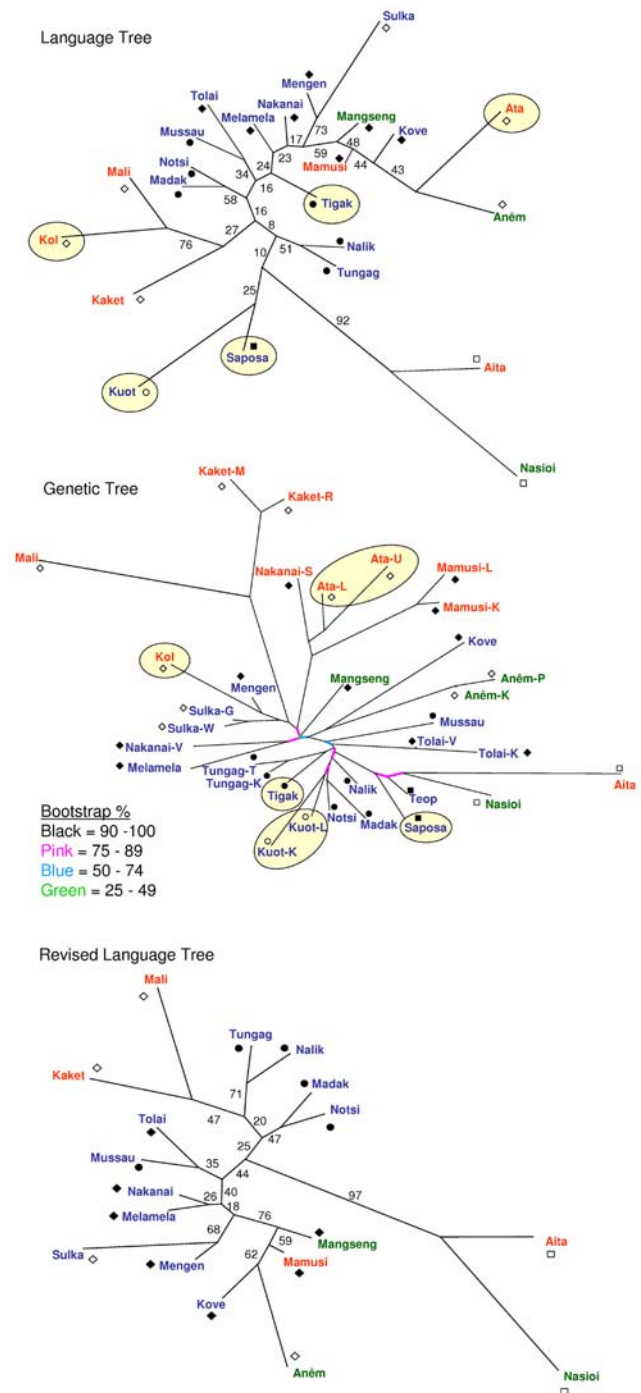 Language Tree
Sulka
Mengen
Tolai
Nakanai
Melamela
Mangseng
Ata
Mussau
17
73
48
Kove
23
59
Mamusi
44
43
Notsi
24
Mali
Madak
34
16
58
Tigak
Anêm
16
8
Kol
76
27
10
51
Nalik
Tungag
Kaket
25
92
Saposa
Kuot
Aita
Nasioi
Genetic Tree
Kaket-M
Kaket-R
Mali
Nakanai-S
Ata-U
Ata-L
Mamusi-L
Mamusi-K
Kove
Kol
Mengen
Mangseng
Anêm-P
Anêm-K
Sulka-G
Sulka-W
Mussau
Nakanai-V
Tolai-V
Tolai-K
Melamela
Tungag-T
Tungag-K
Nalik
Tigak
Teop
Aita
Nasioi
Bootstrap %
Black = 90 -100
Pink = 75 - 89
Blue = 50 - 74
Green = 25 - 49
Kuot-L
Notsi
Madak
Saposa
Kuot-K
Revised Language Tree
Mali
Tungag
Nalik
Kaket
Madak
71
Notsi
47
20
47
Tolai
25
Mussau
35
44
97
Nakanai
40
26
Melamela
18
76
Mangseng
Aita
68
59
Sulka
Mengen
62
Mamusi
Kove
Anêm
Nasioi